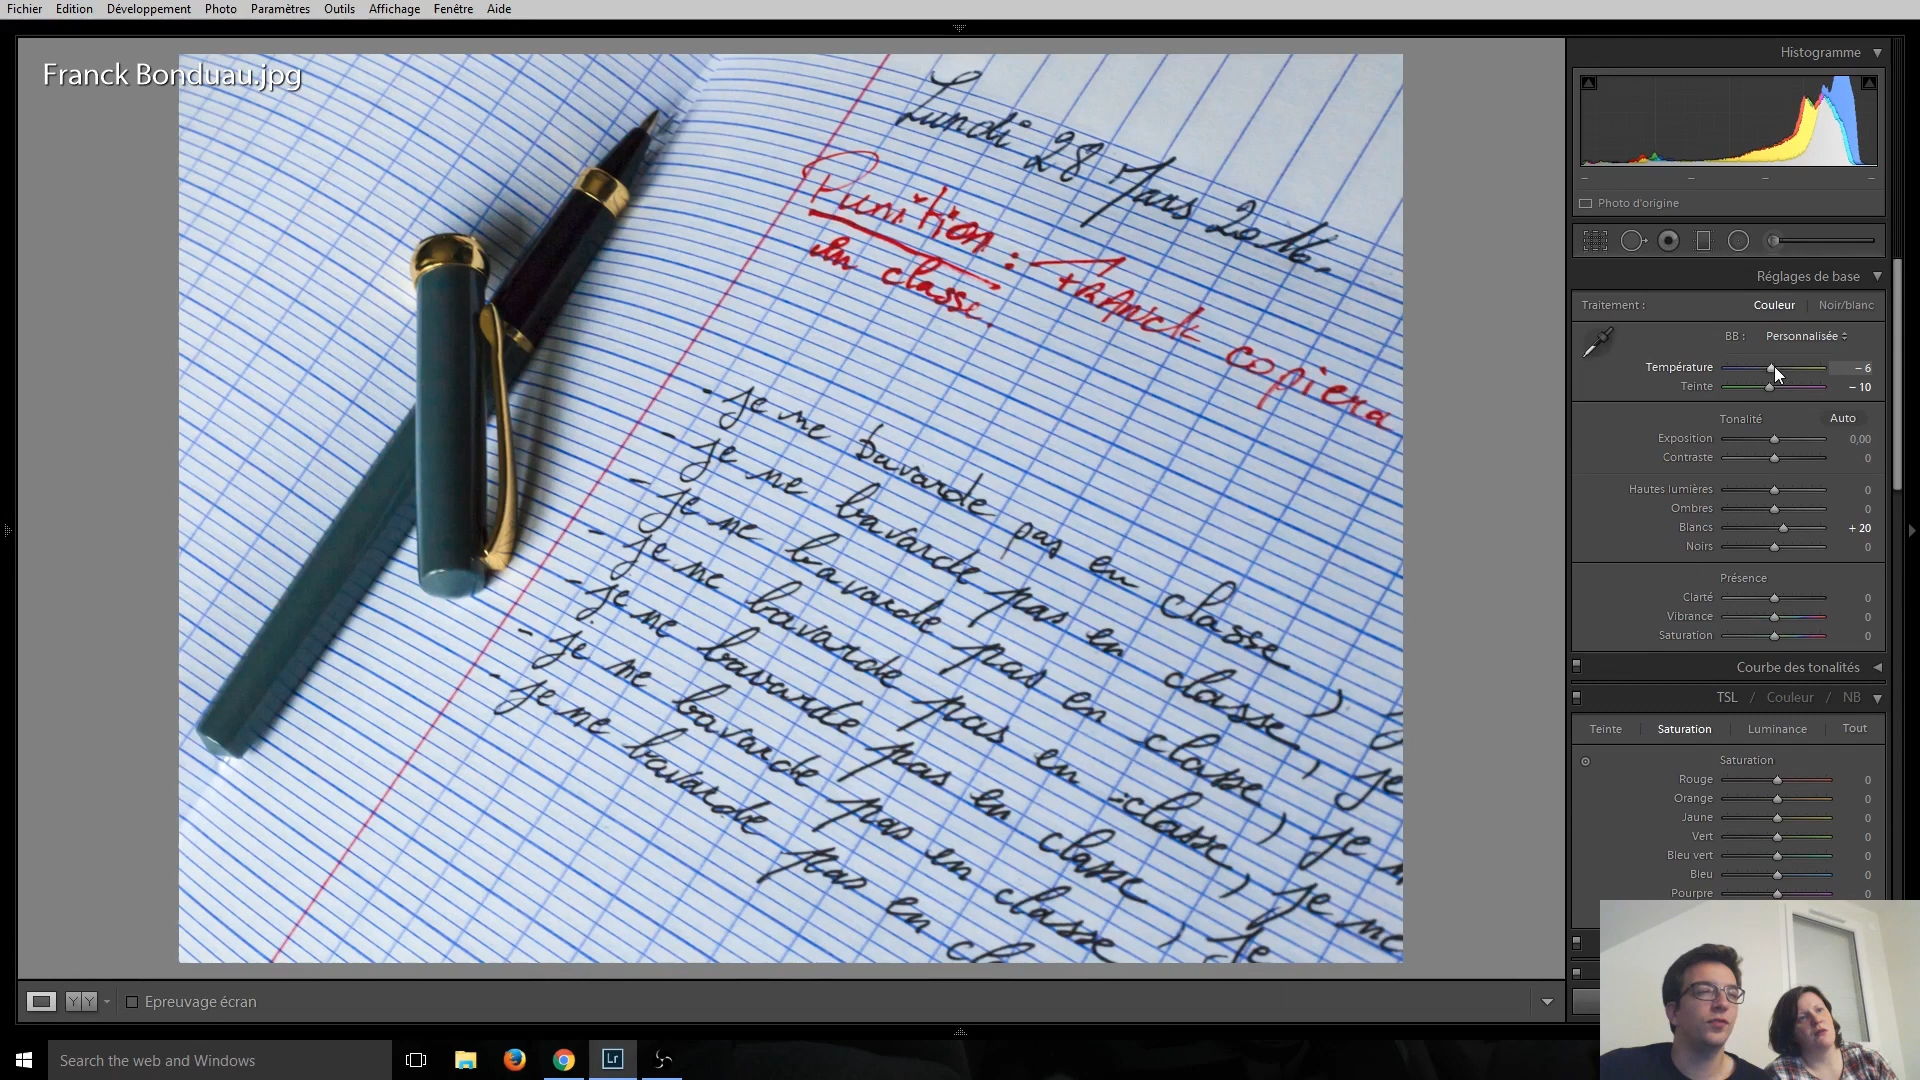 Fichier Edition Développement Photo Paramètres Outils Affichage Fenêtre Aide
Franck Bonduau.jpg
Lundi 28 Mars 2016.
Punition : FRANCK copiera
en classe.
- je me bavarde pas en classe
- je me bavarde pas en classe, je
- je me bavarde pas en classe, je
- je me bavarde pas en classe, je me
- je me bavarde pas en classe, je
- je me bavarde pas en cl
- je me bavarde pas en cl
Histogramme
Photo d'origine
Réglages de base
Traitement : Couleur Noir/blanc
BB : Personnalisée
Température – 6
Teinte – 10
Tonalité Auto
Exposition 0,00
Contraste 0
Hautes lumières 0
Ombres 0
Blancs + 20
Noirs 0
Présence
Clarté 0
Vibrance 0
Saturation 0
Courbe des tonalités
TSL / Couleur / NB
Teinte Saturation Luminance Tout
Saturation
Rouge 0
Orange 0
Jaune 0
Vert 0
Bleu vert 0
Bleu 0
Pourpre 0
YY
Epreuvage écran
Search the web and Windows
Lr